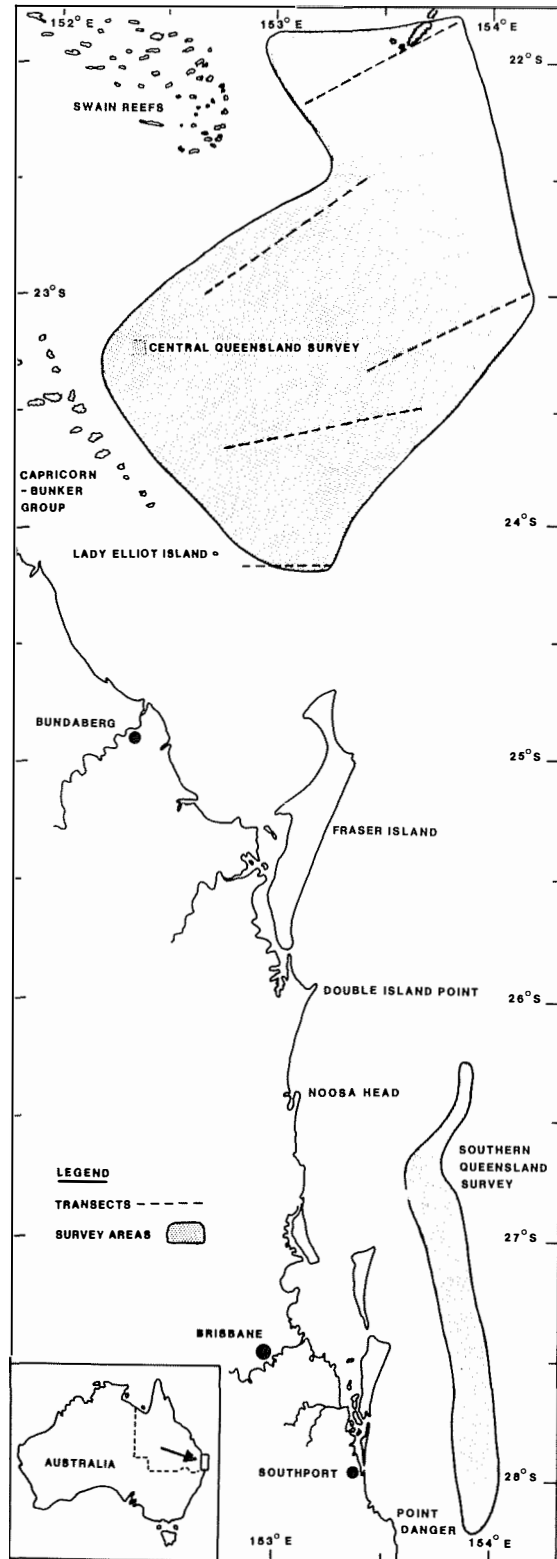 152°E
153°E
154°E
22°S
SWAIN REEFS
23°S
CENTRAL QUEENSLAND SURVEY
CAPRICORN
- BUNKER
GROUP
24°S
LADY ELLIOT ISLAND
BUNDABERG
25°S
FRASER ISLAND
DOUBLE ISLAND POINT
26°S
NOOSA HEAD
SOUTHERN
QUEENSLAND
SURVEY
LEGEND
TRANSECTS
SURVEY AREAS
27°S
BRISBANE
AUSTRALIA
SOUTHPORT
28°S
POINT
DANGER
153°E
154°E